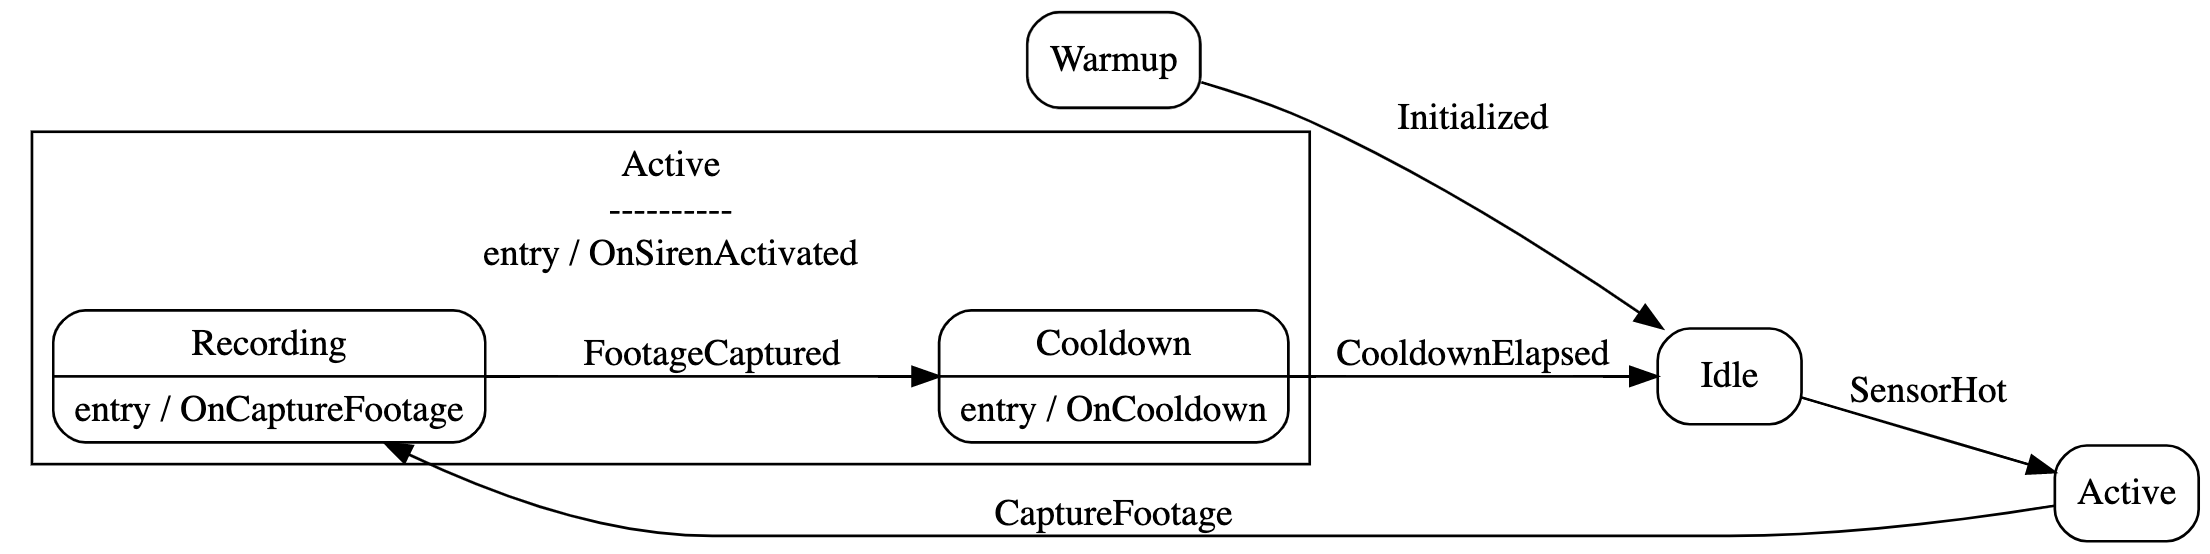 Warmup
Initialized
Active
----------
entry / OnSirenActivated
Recording
entry / OnCaptureFootage
FootageCaptured
Cooldown
entry / OnCooldown
CooldownElapsed
Idle
SensorHot
Active
CaptureFootage